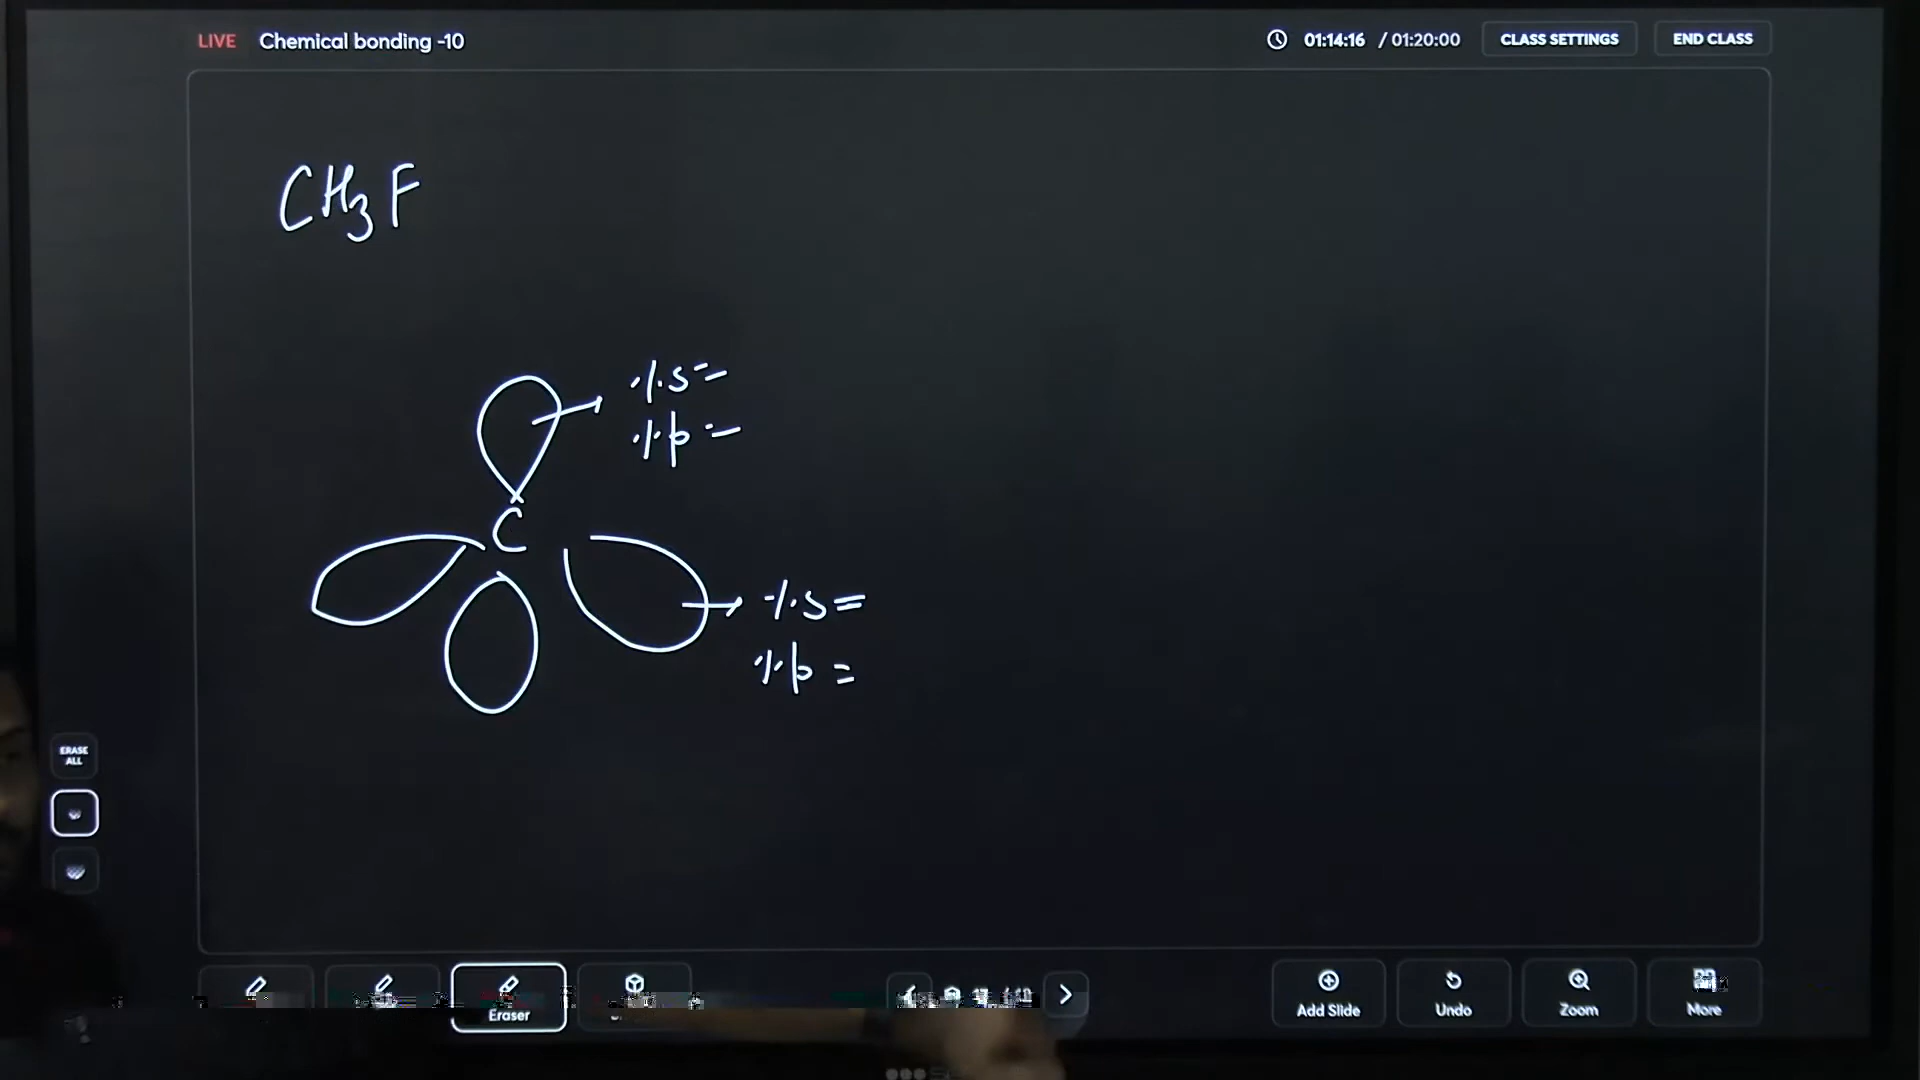 LIVE Chemical bonding -10
01:14:16 / 01:20:00 CLASS SETTINGS END CLASS
CH₃F
%s=
%p=
C
%s=
%p=
ERASE ALL
Eraser
Add Slide Undo Zoom More